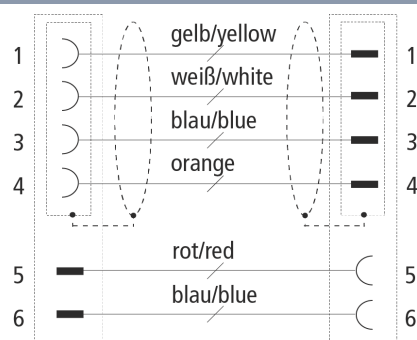 gelb/yellow
1 1
weiß/white
2 2
blau/blue
3 3
orange
4 4
rot/red
5 5
blau/blue
6 6